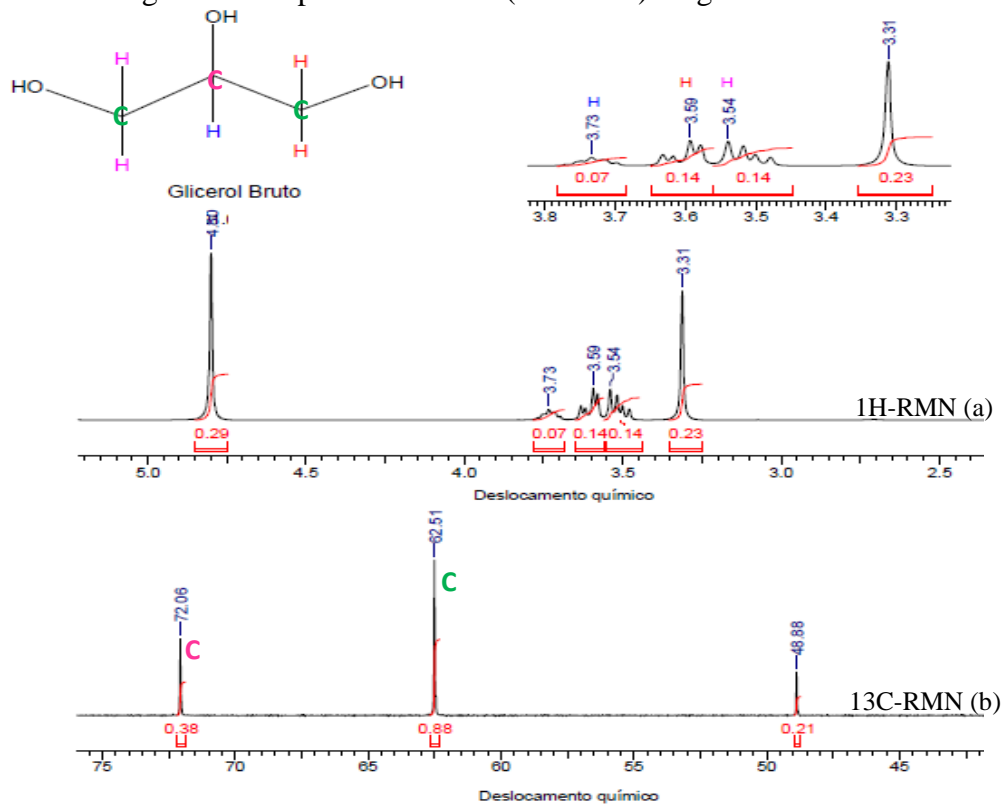 OH
H
H
HO
C
C
C
OH
H
H
H
Glicerol Bruto
H
3.73
H
3.59
H
3.54
3.31
0.07
0.14
0.14
0.23
3.8
3.7
3.6
3.5
3.4
3.3
3.73
3.59
3.54
3.31
1H-RMN (a)
0.29
0.07
0.14
0.14
0.23
5.0
4.5
4.0
3.5
3.0
2.5
Deslocamento químico
72.06
C
62.51
C
48.88
13C-RMN (b)
0.38
0.88
0.21
75
70
65
60
55
50
45
Deslocamento químico